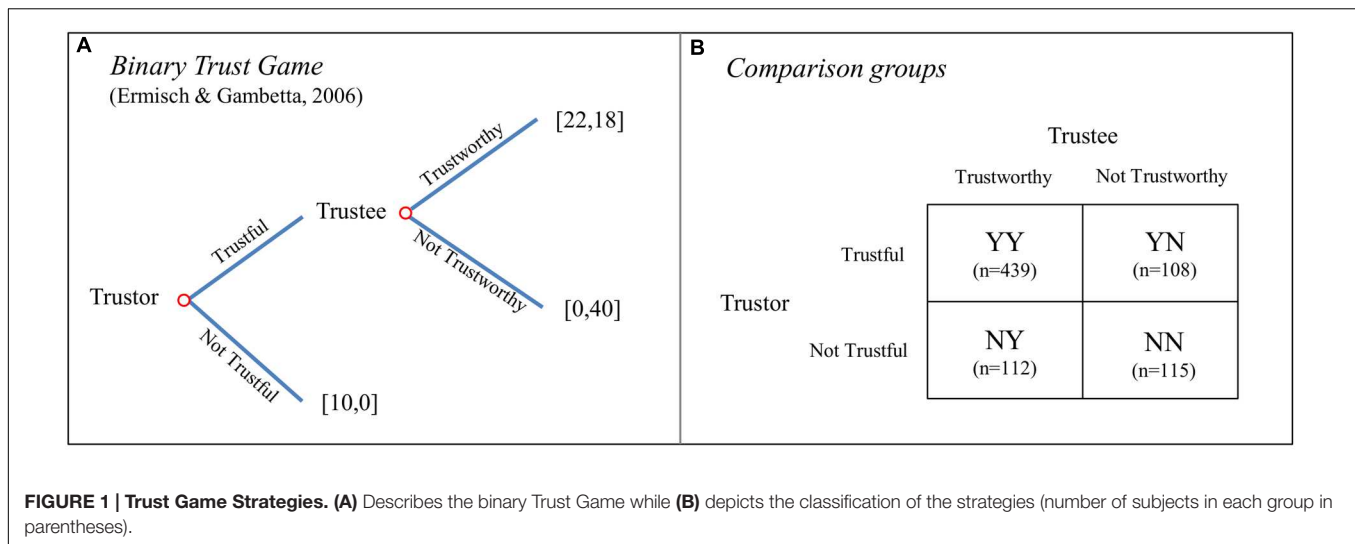 A
Binary Trust Game
(Ermisch & Gambetta, 2006)
Trustor
Trustful
Not Trustful
[10,0]
Trustee
Trustworthy
[22,18]
Not Trustworthy
[0,40]
B
Comparison groups
Trustee
Trustworthy Not Trustworthy
Trustor
Trustful
YY YN
(n=439) (n=108)
Not Trustful
NY NN
(n=112) (n=115)
FIGURE 1 | Trust Game Strategies. (A) Describes the binary Trust Game while (B) depicts the classification of the strategies (number of subjects in each group in
parentheses).